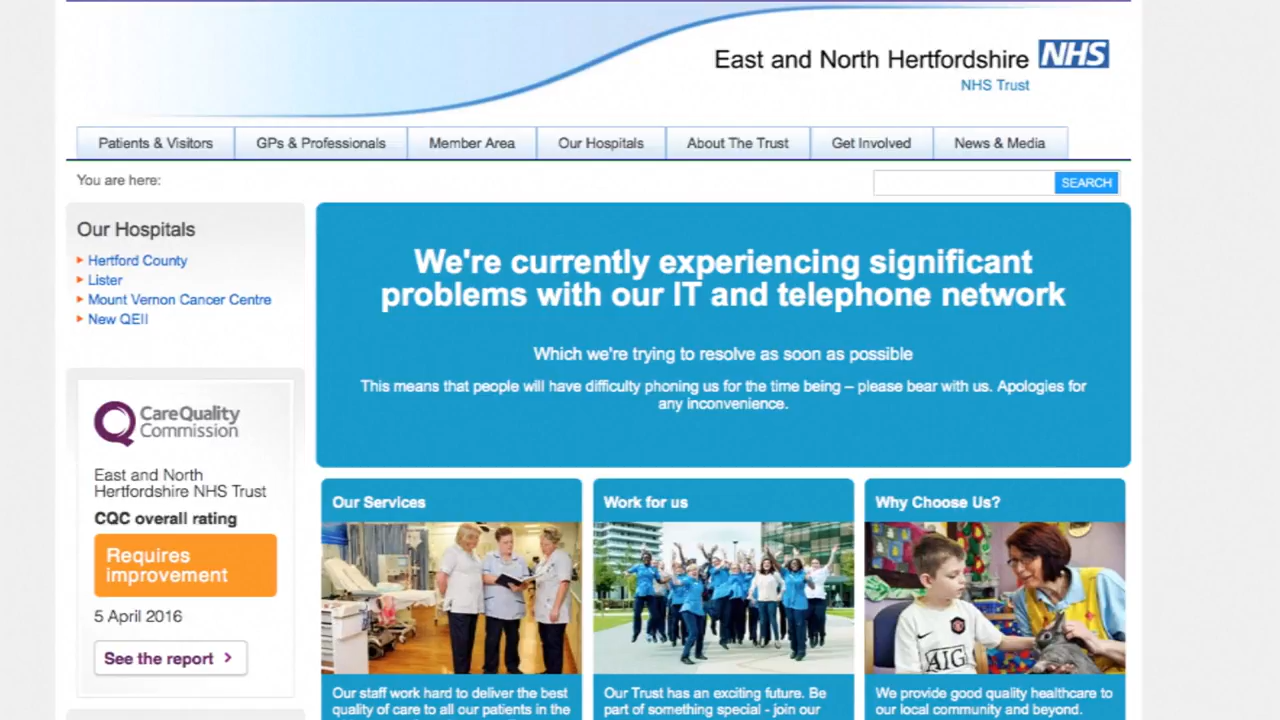 East and North Hertfordshire NHS
NHS Trust
Patients & Visitors
GPs & Professionals
Member Area
Our Hospitals
About The Trust
Get Involved
News & Media
You are here:
SEARCH
Our Hospitals
Hertford County
Lister
Mount Vernon Cancer Centre
New QEII
We're currently experiencing significant
problems with our IT and telephone network
Which we're trying to resolve as soon as possible
This means that people will have difficulty phoning us for the time being – please bear with us. Apologies for
any inconvenience.
CareQuality
Commission
East and North
Hertfordshire NHS Trust
CQC overall rating
Requires
improvement
5 April 2016
See the report
Our Services
Our staff work hard to deliver the best
quality of care to all our patients in the
Work for us
Our Trust has an exciting future. Be
part of something special - join our
Why Choose Us?
AIG
We provide good quality healthcare to
our local community and beyond.